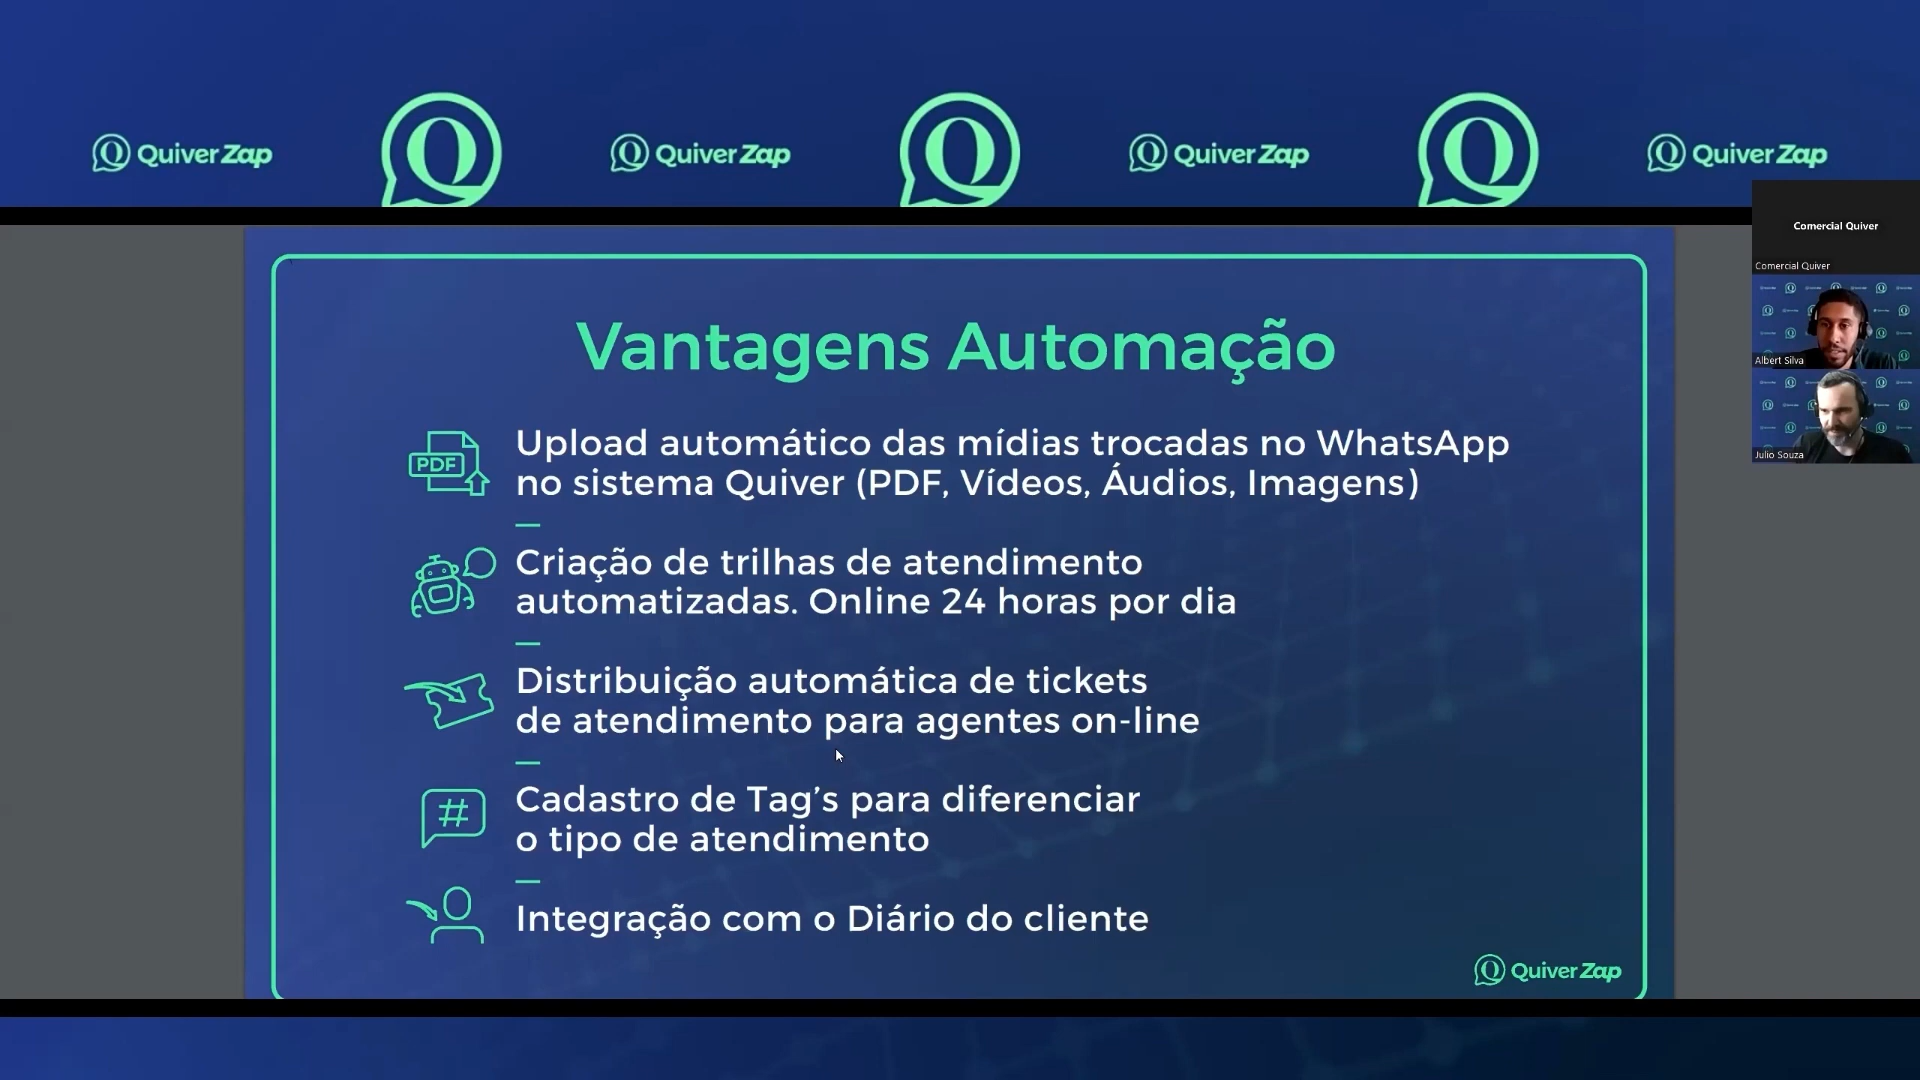 Quiver Zap
Quiver Zap
Quiver Zap
Quiver Zap
Comercial Quiver
Comercial Quiver
Albert Silva
Julio Souza
Vantagens Automação
PDF
Upload automático das mídias trocadas no WhatsApp
no sistema Quiver (PDF, Vídeos, Áudios, Imagens)
Criação de trilhas de atendimento
automatizadas. Online 24 horas por dia
Distribuição automática de tickets
de atendimento para agentes on-line
#
Cadastro de Tag’s para diferenciar
o tipo de atendimento
Integração com o Diário do cliente
Quiver Zap